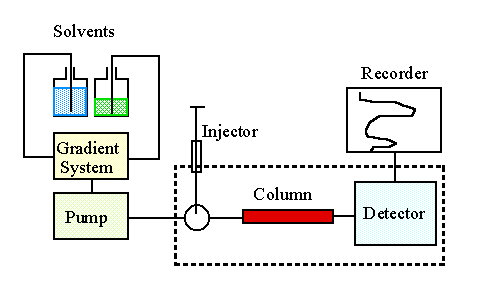 Solvents
Recorder
Injector
Gradient
System
Column
Pump
Detector